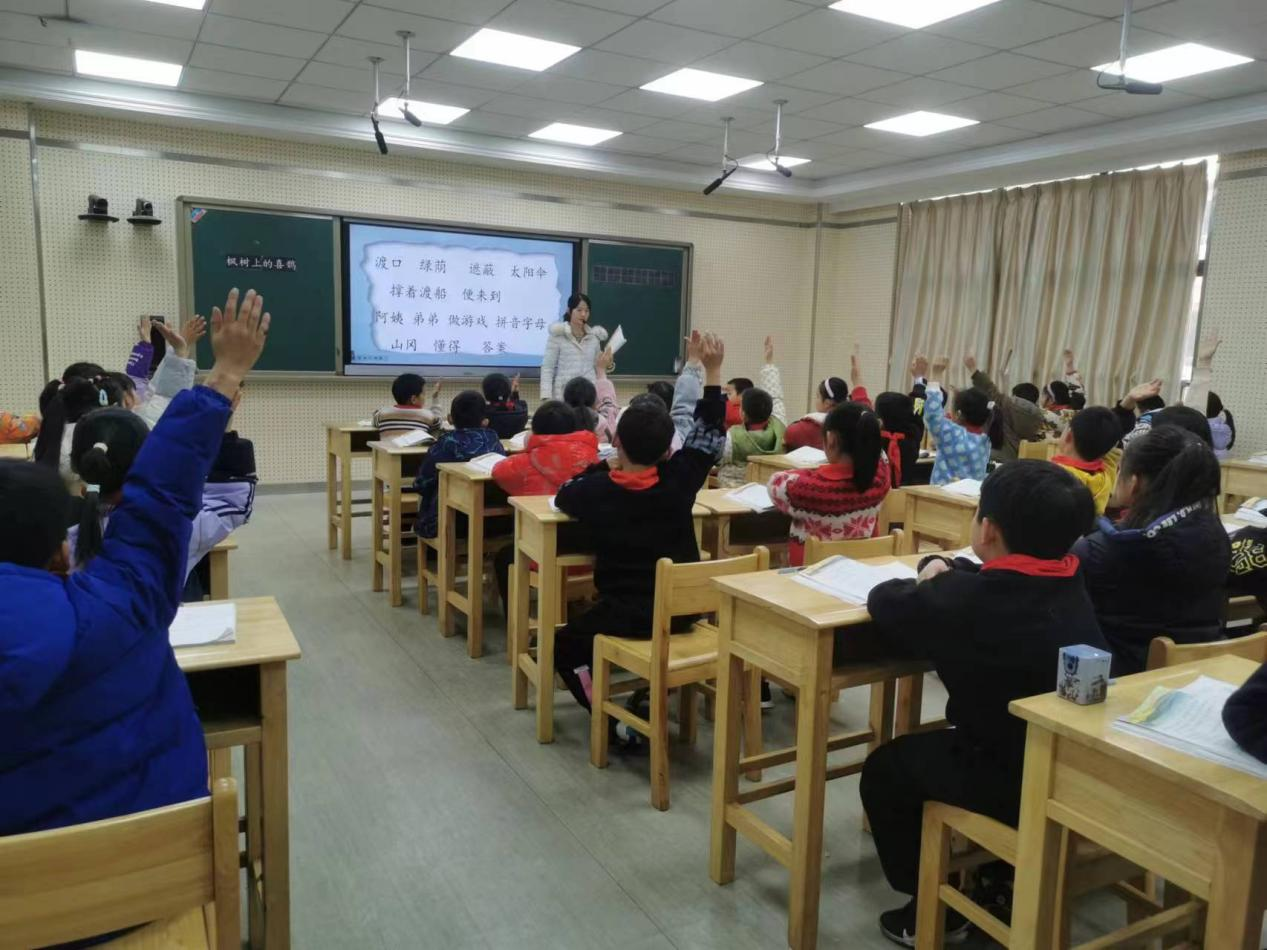 枫树上的喜鹊
渡口 绿荫 遮蔽 太阳伞
撑着渡船 便来到
阿姨 弟弟 做游戏 拼音字母
山冈 懂得 答案